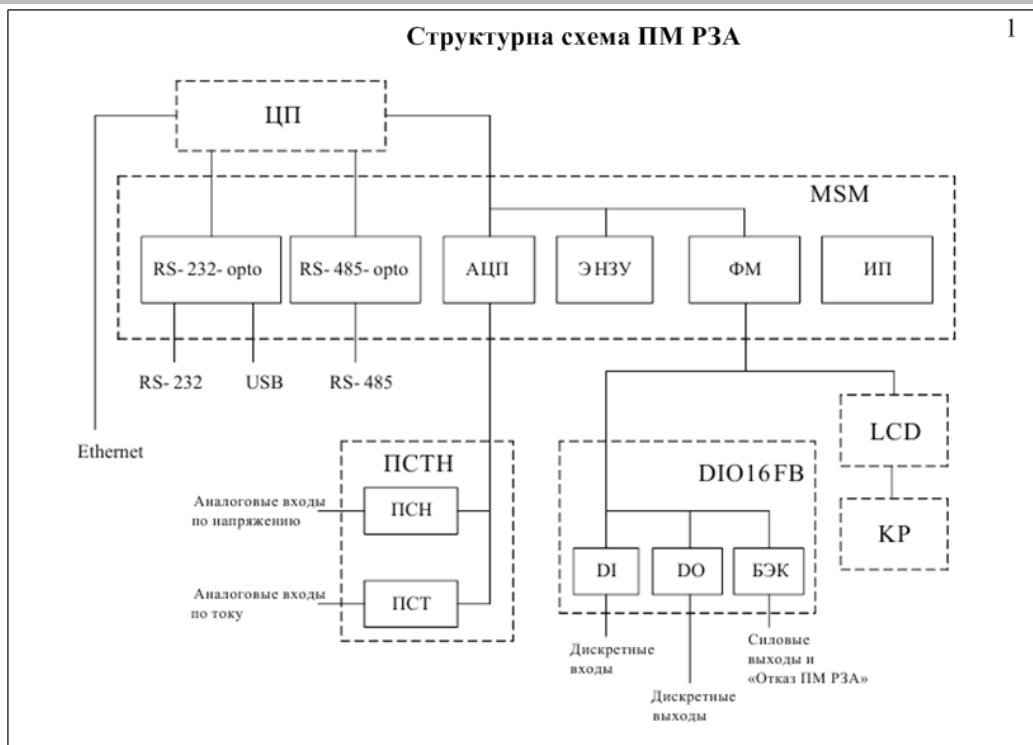 1
Структурна схема ПМ РЗА
ЦП
MSM
RS- 232- opto
RS- 485- opto
АЦП
ЭНЗУ
ФМ
ИП
RS- 232
USB
RS- 485
Ethernet
LCD
KP
ПСТН
Аналоговые входы
по напряжению
ПСН
Аналоговые входы
по току
ПСТ
DIO16FB
DI
DO
БЭК
Дискретные
входы
Дискретные
выходы
Силовые
выходы и
«Отказ ПМ РЗА»